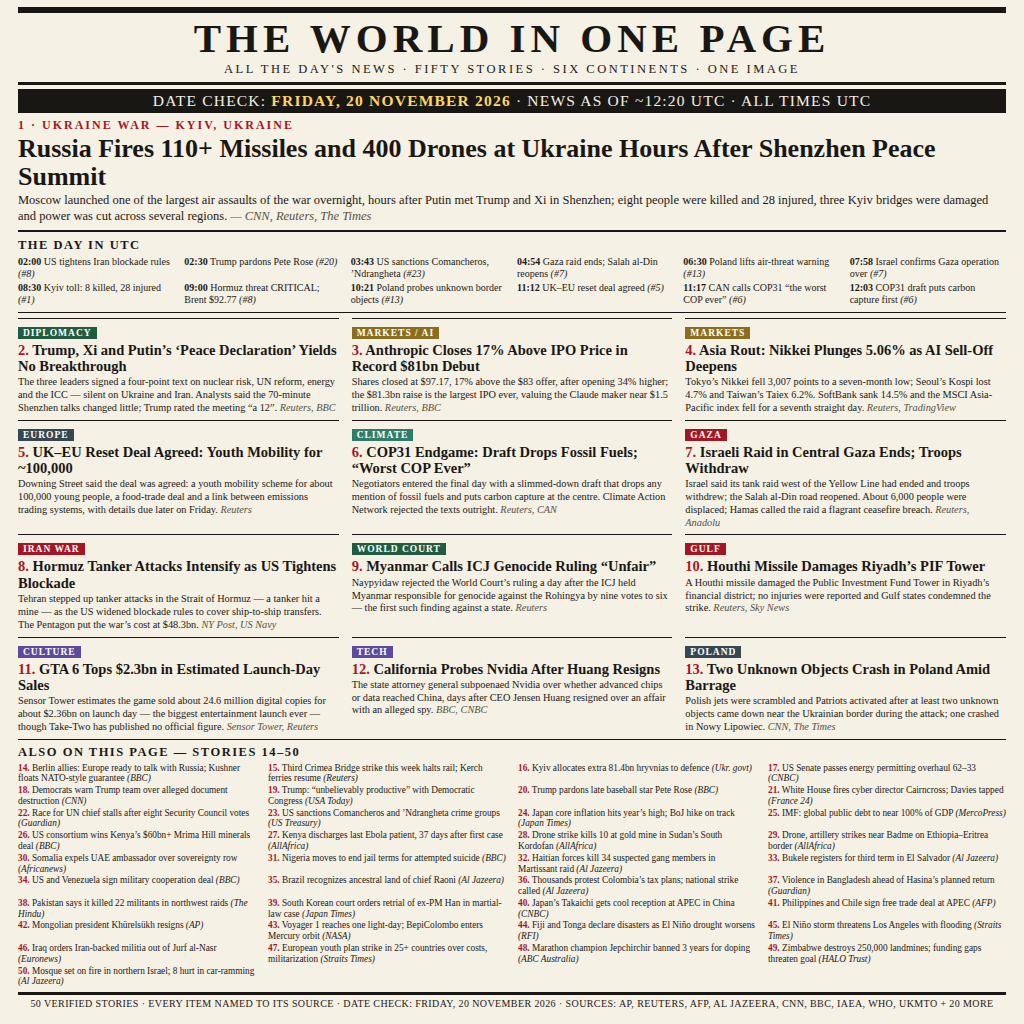 THE WORLD IN ONE PAGE
ALL THE DAY'S NEWS · FIFTY STORIES · SIX CONTINENTS · ONE IMAGE
DATE CHECK: FRIDAY, 20 NOVEMBER 2026 · NEWS AS OF ~12:20 UTC · ALL TIMES UTC
1 · UKRAINE WAR — KYIV, UKRAINE
Russia Fires 110+ Missiles and 400 Drones at Ukraine Hours After Shenzhen Peace
Summit
Moscow launched one of the largest air assaults of the war overnight, hours after Putin met Trump and Xi in Shenzhen; eight people were killed and 28 injured, three Kyiv bridges were damaged
and power was cut across several regions. — CNN, Reuters, The Times
THE DAY IN UTC
02:00 US tightens Iran blockade rules
(#8)
02:30 Trump pardons Pete Rose (#20)
03:43 US sanctions Comancheros,
’Ndrangheta (#23)
04:54 Gaza raid ends; Salah al-Din
reopens (#7)
06:30 Poland lifts air-threat warning
(#13)
07:58 Israel confirms Gaza operation
over (#7)
08:30 Kyiv toll: 8 killed, 28 injured
(#1)
09:00 Hormuz threat CRITICAL;
Brent $92.77 (#8)
10:21 Poland probes unknown border
objects (#13)
11:12 UK–EU reset deal agreed (#5)
11:17 CAN calls COP31 “the worst
COP ever” (#6)
12:03 COP31 draft puts carbon
capture first (#6)
DIPLOMACY
2. Trump, Xi and Putin’s ‘Peace Declaration’ Yields
No Breakthrough
The three leaders signed a four-point text on nuclear risk, UN reform, energy
and the ICC — silent on Ukraine and Iran. Analysts said the 70-minute
Shenzhen talks changed little; Trump rated the meeting “a 12”. Reuters, BBC
MARKETS / AI
3. Anthropic Closes 17% Above IPO Price in
Record $81bn Debut
Shares closed at $97.17, 17% above the $83 offer, after opening 34% higher;
the $81.3bn raise is the largest IPO ever, valuing the Claude maker near $1.5
trillion. Reuters, BBC
MARKETS
4. Asia Rout: Nikkei Plunges 5.06% as AI Sell-Off
Deepens
Tokyo’s Nikkei fell 3,007 points to a seven-month low; Seoul’s Kospi lost
4.7% and Taiwan’s Taiex 6.2%. SoftBank sank 14.5% and the MSCI Asia-
Pacific index fell for a seventh straight day. Reuters, TradingView
EUROPE
5. UK–EU Reset Deal Agreed: Youth Mobility for
~100,000
Downing Street said the deal was agreed: a youth mobility scheme for about
100,000 young people, a food-trade deal and a link between emissions
trading systems, with details due later on Friday. Reuters
CLIMATE
6. COP31 Endgame: Draft Drops Fossil Fuels;
“Worst COP Ever”
Negotiators entered the final day with a slimmed-down draft that drops any
mention of fossil fuels and puts carbon capture at the centre. Climate Action
Network rejected the texts outright. Reuters, CAN
GAZA
7. Israeli Raid in Central Gaza Ends; Troops
Withdraw
Israel said its tank raid west of the Yellow Line had ended and troops
withdrew; the Salah al-Din road reopened. About 6,000 people were
displaced; Hamas called the raid a flagrant ceasefire breach. Reuters,
Anadolu
IRAN WAR
8. Hormuz Tanker Attacks Intensify as US Tightens
Blockade
Tehran stepped up tanker attacks in the Strait of Hormuz — a tanker hit a
mine — as the US widened blockade rules to cover ship-to-ship transfers.
The Pentagon put the war’s cost at $48.3bn. NY Post, US Navy
WORLD COURT
9. Myanmar Calls ICJ Genocide Ruling “Unfair”
Naypyidaw rejected the World Court’s ruling a day after the ICJ held
Myanmar responsible for genocide against the Rohingya by nine votes to six
— the first such finding against a state. Reuters
GULF
10. Houthi Missile Damages Riyadh’s PIF Tower
A Houthi missile damaged the Public Investment Fund Tower in Riyadh’s
financial district; no injuries were reported and Gulf states condemned the
strike. Reuters, Sky News
CULTURE
11. GTA 6 Tops $2.3bn in Estimated Launch-Day
Sales
Sensor Tower estimates the game sold about 24.6 million digital copies for
about $2.36bn on launch day — the biggest entertainment launch ever —
though Take-Two has published no official figure. Sensor Tower, Reuters
TECH
12. California Probes Nvidia After Huang Resigns
The state attorney general subpoenaed Nvidia over whether advanced chips
or data reached China, days after CEO Jensen Huang resigned over an affair
with an alleged spy. BBC, CNBC
POLAND
13. Two Unknown Objects Crash in Poland Amid
Barrage
Polish jets were scrambled and Patriots activated after at least two unknown
objects came down near the Ukrainian border during the attack; one crashed
in Nowy Lipowiec. CNN, The Times
ALSO ON THIS PAGE — STORIES 14–50
14. Berlin allies: Europe ready to talk with Russia; Kushner
floats NATO-style guarantee (BBC)
15. Third Crimea Bridge strike this week halts rail; Kerch
ferries resume (Reuters)
16. Kyiv allocates extra 81.4bn hryvnias to defence (Ukr. govt)
17. US Senate passes energy permitting overhaul 62–33
(CNBC)
18. Democrats warn Trump team over alleged document
destruction (CNN)
19. Trump: “unbelievably productive” with Democratic
Congress (USA Today)
20. Trump pardons late baseball star Pete Rose (BBC)
21. White House fires cyber director Cairncross; Davies tapped
(France 24)
22. Race for UN chief stalls after eight Security Council votes
(Guardian)
23. US sanctions Comancheros and ’Ndrangheta crime groups
(US Treasury)
24. Japan core inflation hits year’s high; BoJ hike on track
(Japan Times)
25. IMF: global public debt to near 100% of GDP (MercoPress)
26. US consortium wins Kenya’s $60bn+ Mrima Hill minerals
deal (BBC)
27. Kenya discharges last Ebola patient, 37 days after first case
(AllAfrica)
28. Drone strike kills 10 at gold mine in Sudan’s South
Kordofan (AllAfrica)
29. Drone, artillery strikes near Badme on Ethiopia–Eritrea
border (AllAfrica)
30. Somalia expels UAE ambassador over sovereignty row
(Africanews)
31. Nigeria moves to end jail terms for attempted suicide (BBC)
32. Haitian forces kill 34 suspected gang members in
Martissant raid (Al Jazeera)
33. Bukele registers for third term in El Salvador (Al Jazeera)
34. US and Venezuela sign military cooperation deal (BBC)
35. Brazil recognizes ancestral land of chief Raoni (Al Jazeera)
36. Thousands protest Colombia’s tax plans; national strike
called (Al Jazeera)
37. Violence in Bangladesh ahead of Hasina’s planned return
(Guardian)
38. Pakistan says it killed 22 militants in northwest raids (The
Hindu)
39. South Korean court orders retrial of ex-PM Han in martial-
law case (Japan Times)
40. Japan’s Takaichi gets cool reception at APEC in China
(CNBC)
41. Philippines and Chile sign free trade deal at APEC (AFP)
42. Mongolian president Khürelsükh resigns (AP)
43. Voyager 1 reaches one light-day; BepiColombo enters
Mercury orbit (NASA)
44. Fiji and Tonga declare disasters as El Niño drought worsens
(RFI)
45. El Niño storm threatens Los Angeles with flooding (Straits
Times)
46. Iraq orders Iran-backed militia out of Jurf al-Nasr
(Euronews)
47. European youth plan strike in 25+ countries over costs,
militarization (Straits Times)
48. Marathon champion Jepchirchir banned 3 years for doping
(ABC Australia)
49. Zimbabwe destroys 250,000 landmines; funding gaps
threaten goal (HALO Trust)
50. Mosque set on fire in northern Israel; 8 hurt in car-ramming
(Al Jazeera)
50 VERIFIED STORIES · EVERY ITEM NAMED TO ITS SOURCE · DATE CHECK: FRIDAY, 20 NOVEMBER 2026 · SOURCES: AP, REUTERS, AFP, AL JAZEERA, CNN, BBC, IAEA, WHO, UKMTO + 20 MORE